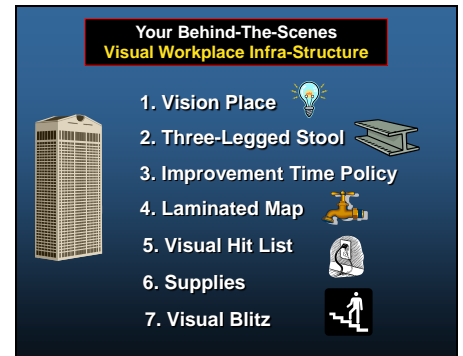 Your Behind-The-Scenes
Visual Workplace Infra-Structure
1. Vision Place
2. Three-Legged Stool
3. Improvement Time Policy
4. Laminated Map
5. Visual Hit List
6. Supplies
7. Visual Blitz